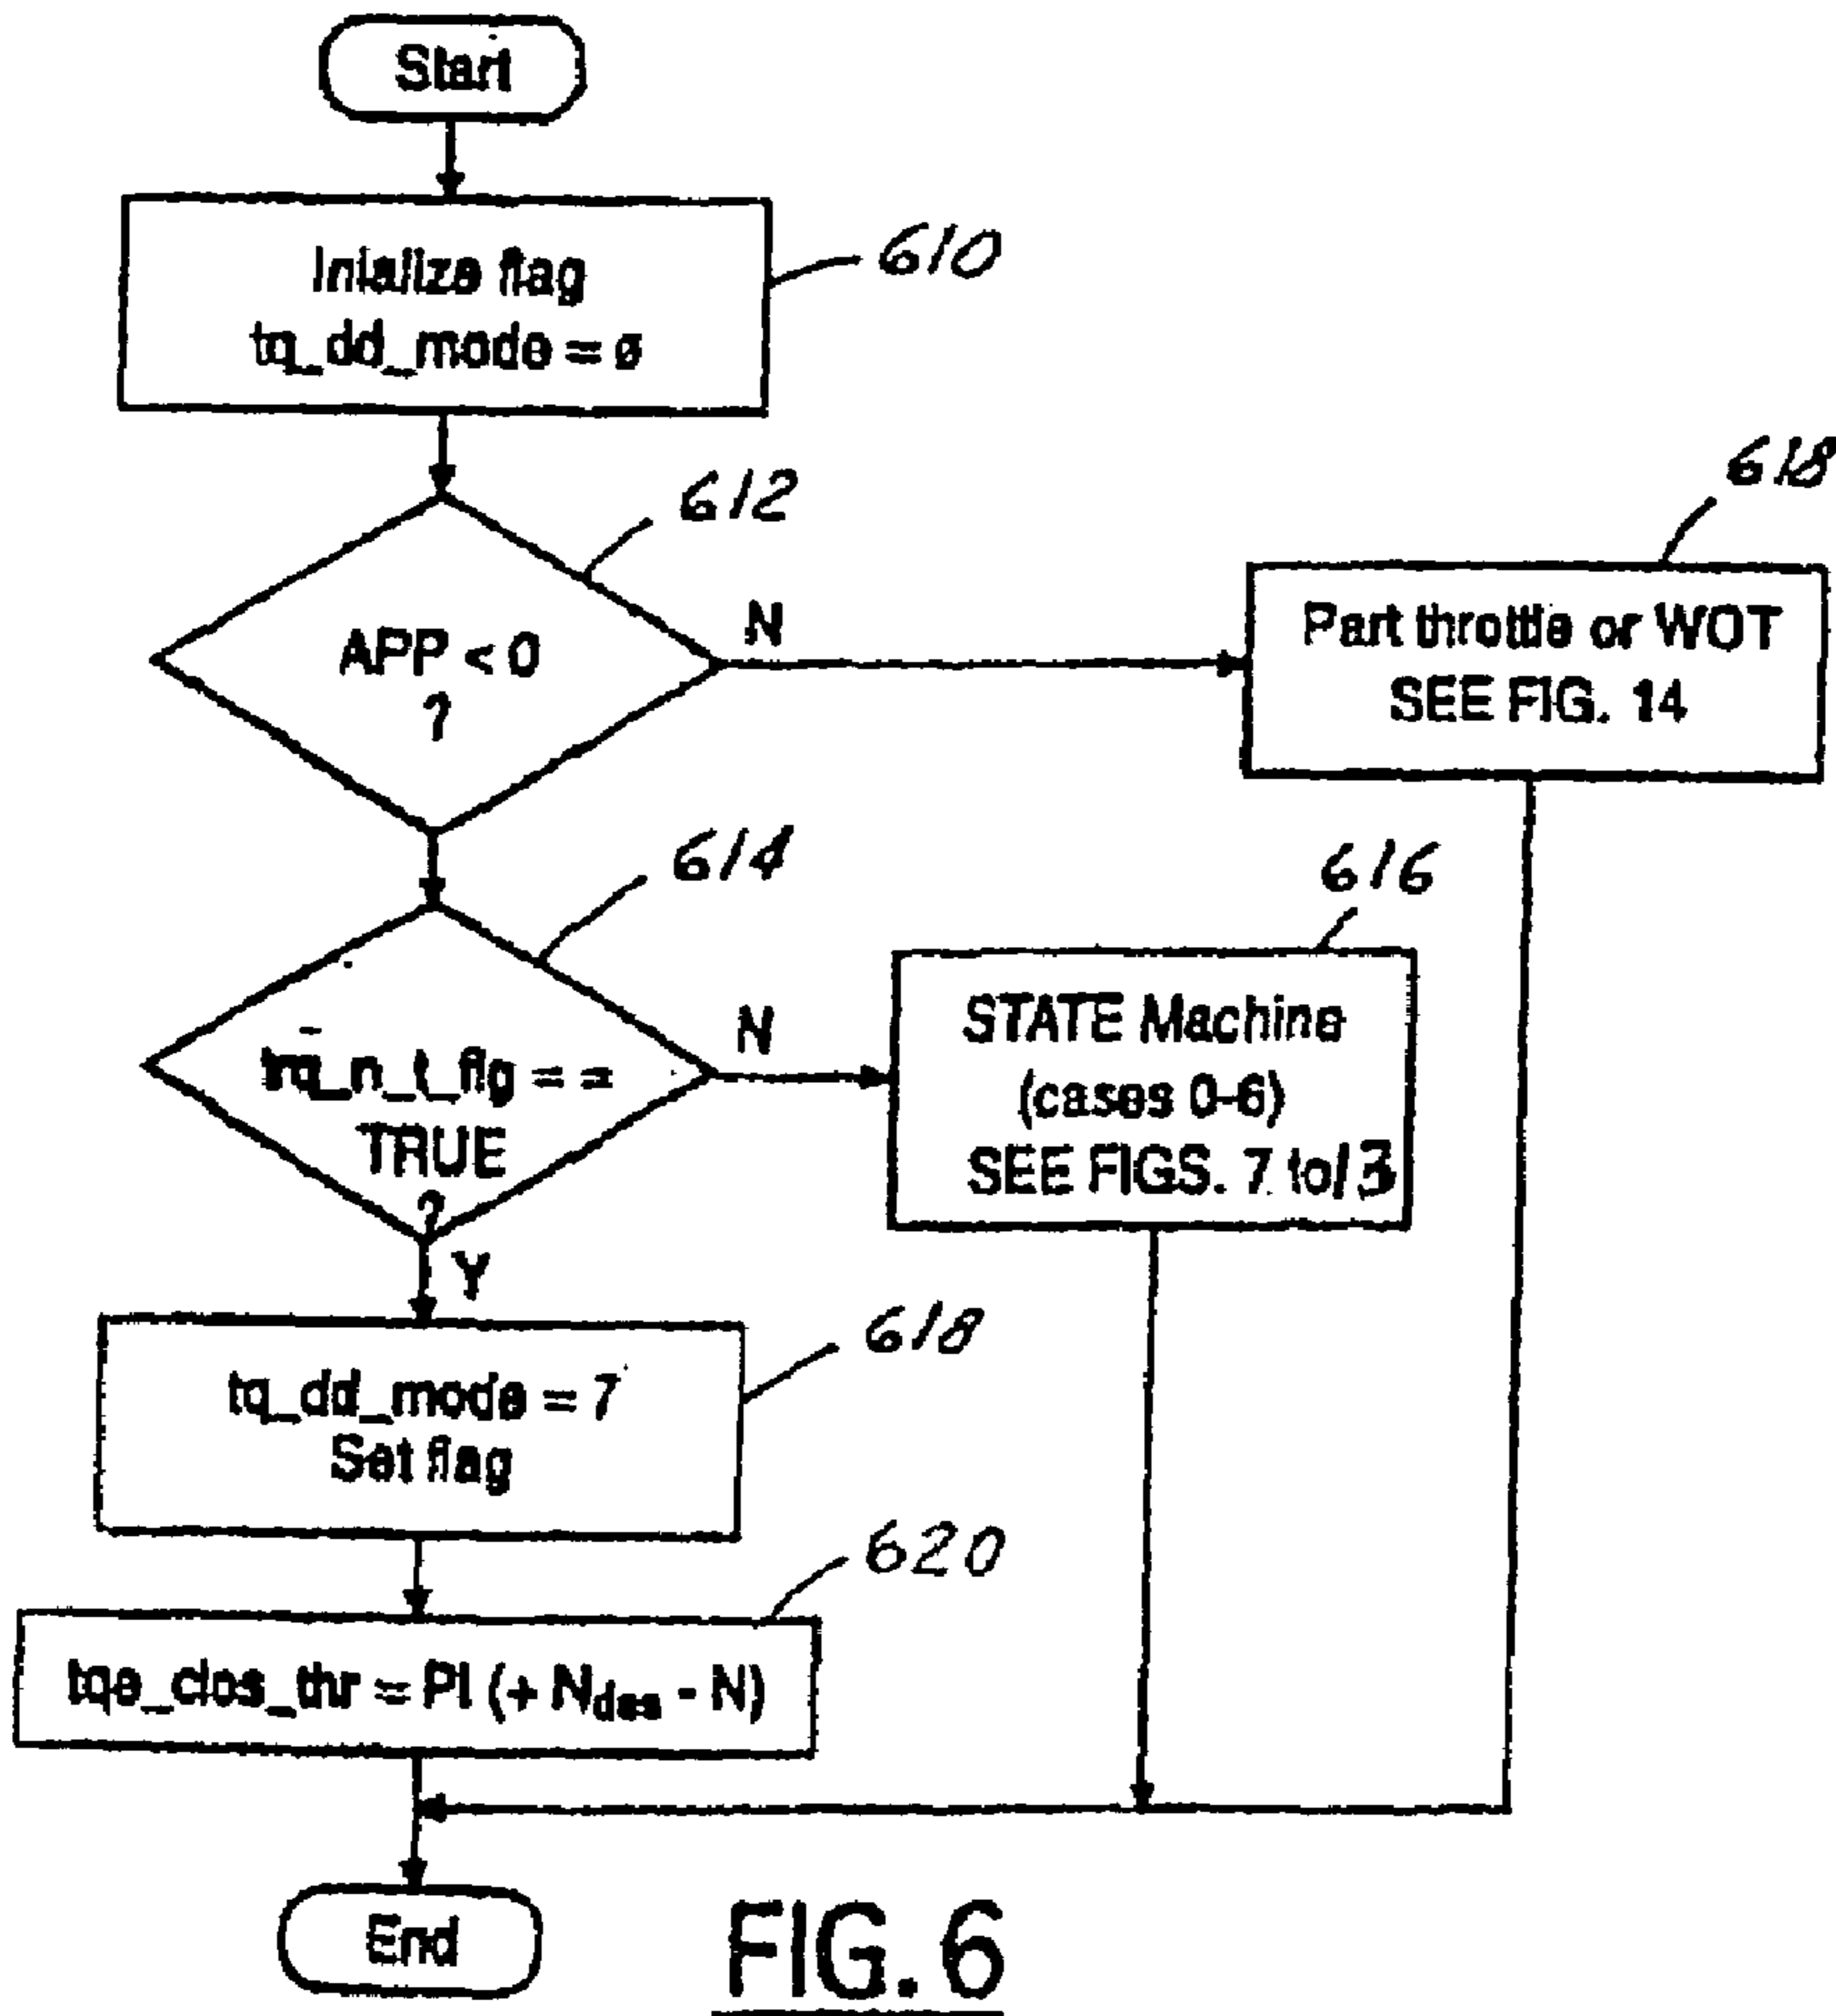 Start
Intialize flag
tq_dd_mode = 0
610
612
APP < 0
?
N
618
Part throttle or WOT
SEE FIG. 14
614
= =
TRUE
?
N
616
STATE Machine
(cases 0-6)
SEE FIGS. 7 to 13
Y
tq_dd_mode = 7
Set flag
618
tqe_clos_thr = PI (+ Ndes - N)
620
End
FIG. 6